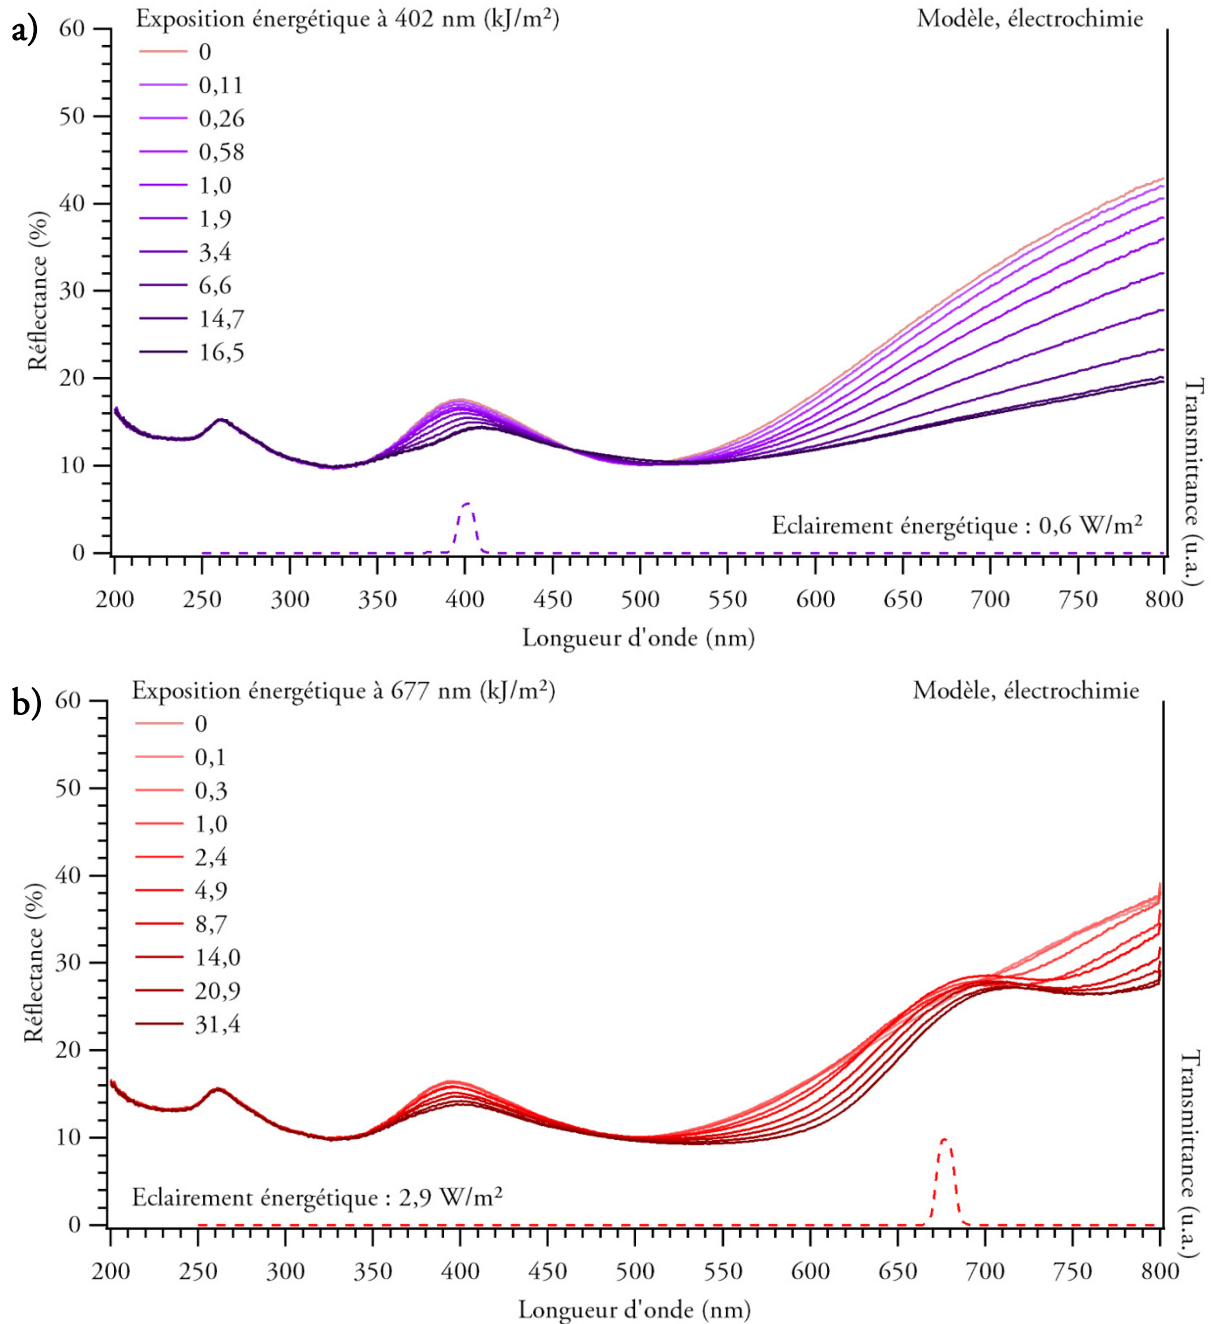 a)
Exposition énergétique à 402 nm (kJ/m²)
Modèle, électrochimie
0
0,11
0,26
0,58
1,0
1,9
3,4
6,6
14,7
16,5
60
50
40
30
20
10
0
Réflectance (%)
Transmittance (u.a.)
Eclairement énergétique : 0,6 W/m²
200 250 300 350 400 450 500 550 600 650 700 750 800
Longueur d'onde (nm)
b)
Exposition énergétique à 677 nm (kJ/m²)
Modèle, électrochimie
0
0,1
0,3
1,0
2,4
4,9
8,7
14,0
20,9
31,4
60
50
40
30
20
10
0
Réflectance (%)
Transmittance (u.a.)
Eclairement énergétique : 2,9 W/m²
200 250 300 350 400 450 500 550 600 650 700 750 800
Longueur d'onde (nm)